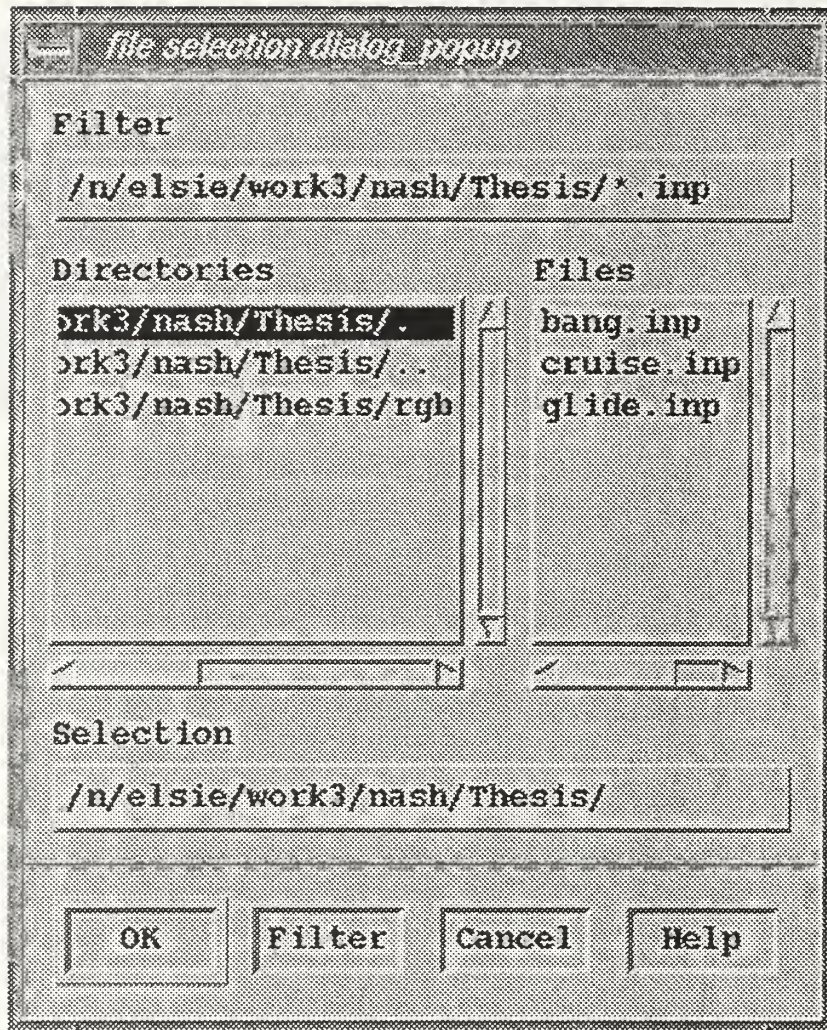 file selection dialog_popup
Filter
/n/elsie/work3/nash/Thesis/*.inp
Directories
ork3/nash/Thesis/.
ork3/nash/Thesis/..
ork3/nash/Thesis/rgb
Files
bang.inp
cruise.inp
glide.inp
Selection
/n/elsie/work3/nash/Thesis/
OK
Filter
Cancel
Help